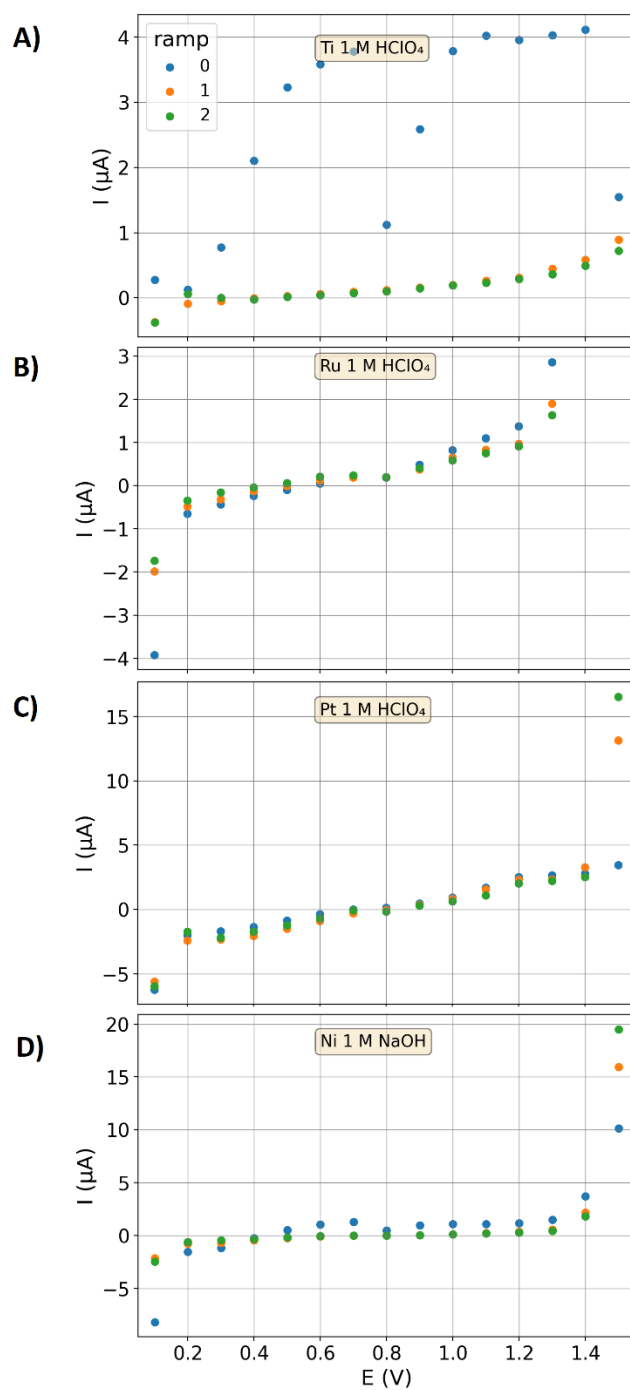 A)
ramp
0
1
2
Ti 1 M HClO₄
I (μA)
4
3
2
1
0
B)
Ru 1 M HClO₄
I (μA)
3
2
1
0
−1
−2
−3
−4
C)
Pt 1 M HClO₄
I (μA)
15
10
5
0
−5
D)
Ni 1 M NaOH
I (μA)
20
15
10
5
0
−5
0.2 0.4 0.6 0.8 1.0 1.2 1.4
E (V)